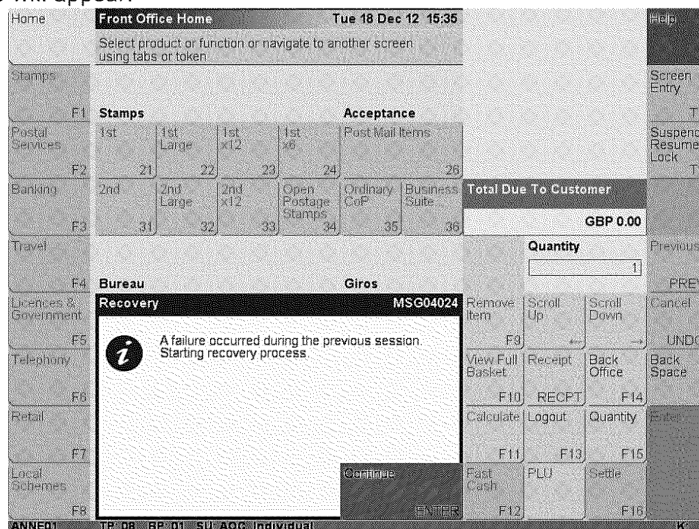 Home
Front Office Home
Tue 18 Dec 12 15:35
Help
Select product or function or navigate to another screen
using tabs or token
Stamps
F1
Screen
Entry
Stamps
Acceptance
Postal
Services
F2
1st
21
1st
Large
22
1st
x12
23
1st
x6
24
Post Mail Items
26
Suspend
Resume
Lock
Banking
F3
2nd
31
2nd
Large
32
2nd
x12
33
Open
Postage
Stamps
34
Ordinary
CoP
35
Business
Suite...
36
Total Due To Customer
GBP 0.00
Travel
F4
Quantity
1
Previous
PREV
Bureau
Giros
Licences &
Government
F5
Recovery
MSG04024
A failure occurred during the previous session.
Starting recovery process.
Continue
ENTER
Remove
Item
F9
Scroll
Up
←
Scroll
Down
→
Cancel
UNDO
Telephony
F6
View Full
Basket
F10
Receipt
RECPT
Back
Office
F14
Back
Space
Retail
F7
Calculate
F11
Logout
F13
Quantity
F15
Enter
Local
Schemes
F8
Fast
Cash
F12
PLU
Settle
F16
ANNE01
TP: 08 BP: 01 SU: AOC Individual